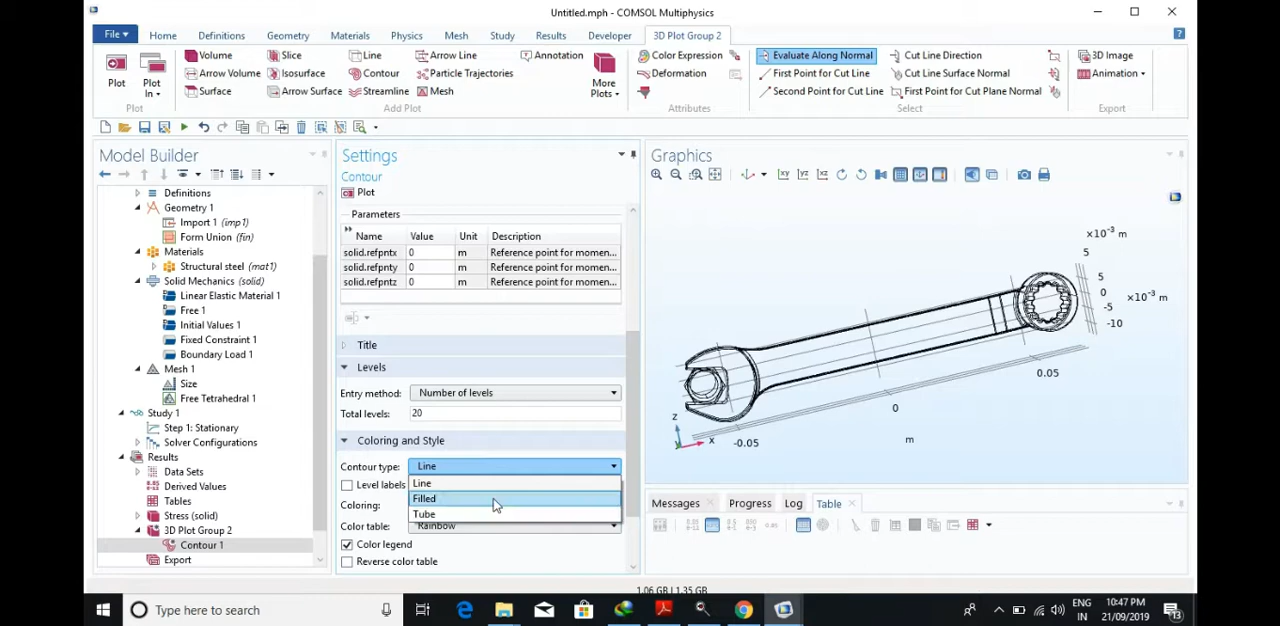 Untitled.mph - COMSOL Multiphysics
File Home Definitions Geometry Materials Physics Mesh Study Results Developer 3D Plot Group 2
Volume Slice Line Arrow Line Annotation Color Expression Evaluate Along Normal Cut Line Direction 3D Image
Arrow Volume Isosurface Contour Particle Trajectories Deformation First Point for Cut Line Cut Line Surface Normal Animation
Plot Plot In Surface Arrow Surface Streamline Mesh More Plots Second Point for Cut Line First Point for Cut Plane Normal
Plot Add Plot Attributes Select Export
Model Builder
Definitions
Geometry 1
Import 1 (imp1)
Form Union (fin)
Materials
Structural steel (mat1)
Solid Mechanics (solid)
Linear Elastic Material 1
Free 1
Initial Values 1
Fixed Constraint 1
Boundary Load 1
Mesh 1
Size
Free Tetrahedral 1
Study 1
Step 1: Stationary
Solver Configurations
Results
Data Sets
Derived Values
Tables
Stress (solid)
3D Plot Group 2
Contour 1
Export
Settings
Contour
Plot
Parameters
Name Value Unit Description
solid.refpntx 0 m Reference point for momen...
solid.refpnty 0 m Reference point for momen...
solid.refpntz 0 m Reference point for momen...
Title
Levels
Entry method: Number of levels
Total levels: 20
Coloring and Style
Contour type: Line
Line
Level labels
Filled
Coloring:
Tube
Color table: Rainbow
Color legend
Reverse color table
Graphics
xy yz xz
×10⁻³ m
5
5
0 ×10⁻³ m
-5
-10
0.05
0
-0.05
m
z
y x
Messages Progress Log Table
1.06 GB | 1.35 GB
Type here to search
ENG
IN
10:47 PM
21/09/2019
13